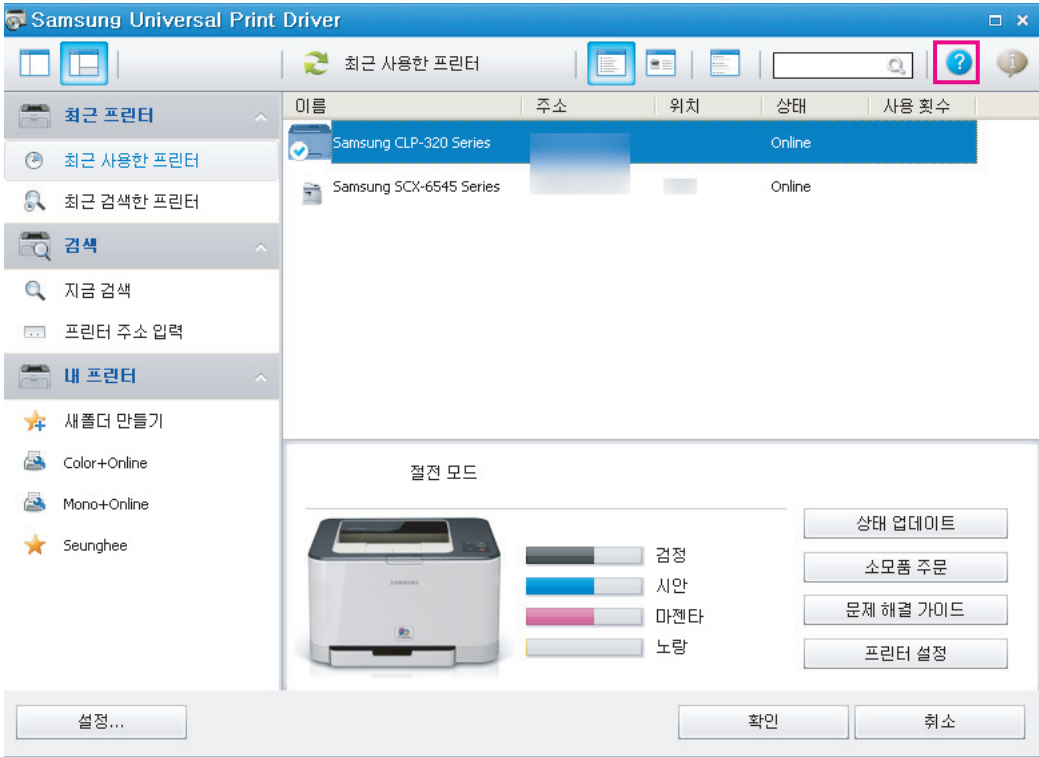 Samsung Universal Print Driver
최근 사용한 프린터
최근 프린터
최근 사용한 프린터
최근 검색한 프린터
검색
지금 검색
프린터 주소 입력
내 프린터
새폴더 만들기
Color+Online
Mono+Online
Seunghee
이름 주소 위치 상태 사용 횟수
Samsung CLP-320 Series Online
Samsung SCX-6545 Series Online
절전 모드
SAMSUNG
검정
시안
마젠타
노랑
상태 업데이트
소모품 주문
문제 해결 가이드
프린터 설정
설정...
확인
취소